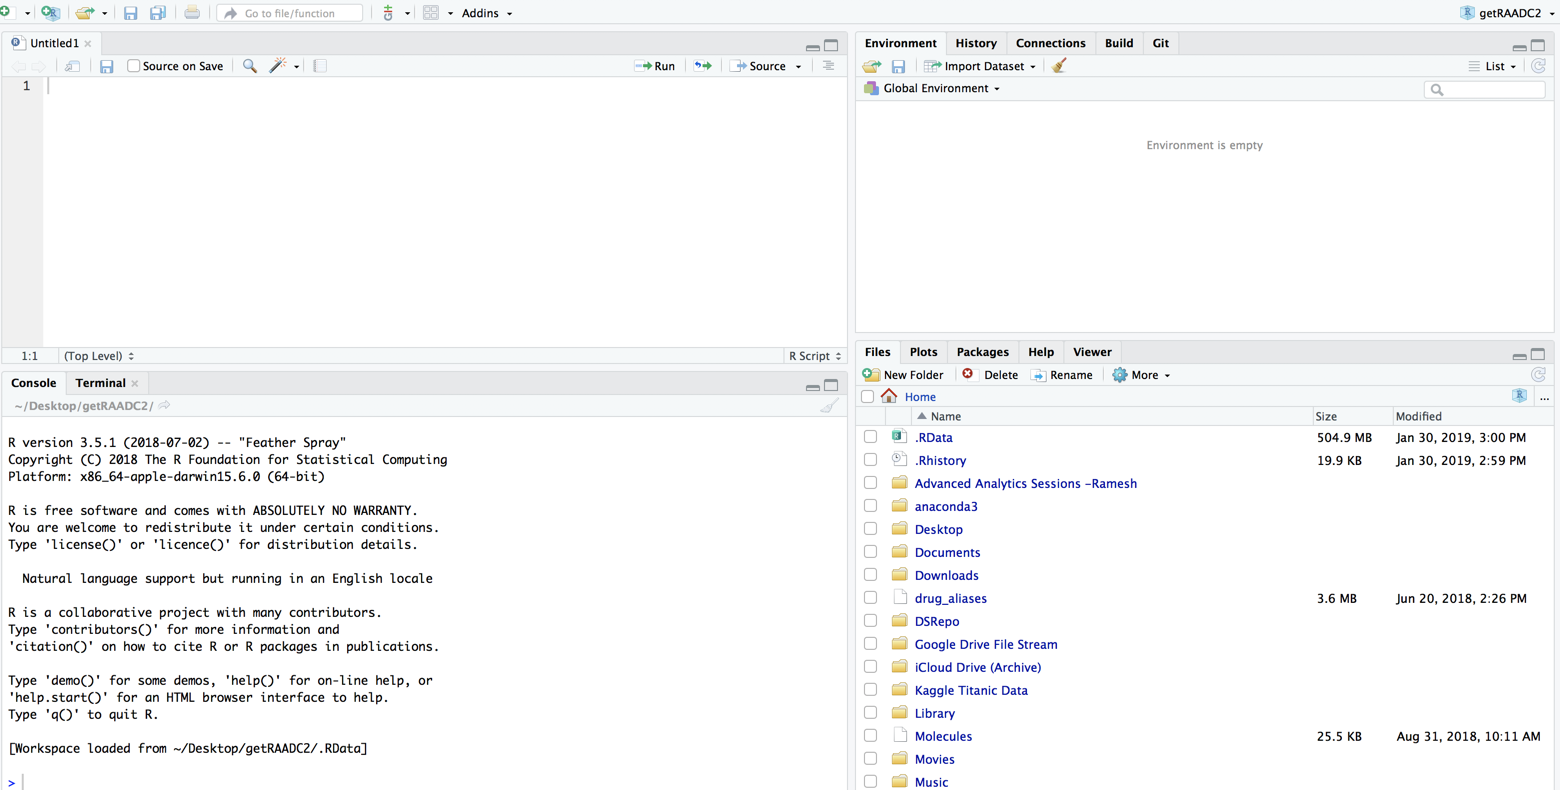 Go to file/function
Addins
getRAADC2
Untitled1
Source on Save
Run
Source
1
1:1
(Top Level)
R Script
Console
Terminal
~/Desktop/getRAADC2/
R version 3.5.1 (2018-07-02) -- "Feather Spray"
Copyright (C) 2018 The R Foundation for Statistical Computing
Platform: x86_64-apple-darwin15.6.0 (64-bit)
R is free software and comes with ABSOLUTELY NO WARRANTY.
You are welcome to redistribute it under certain conditions.
Type 'license()' or 'licence()' for distribution details.
Natural language support but running in an English locale
R is a collaborative project with many contributors.
Type 'contributors()' for more information and
'citation()' on how to cite R or R packages in publications.
Type 'demo()' for some demos, 'help()' for on-line help, or
'help.start()' for an HTML browser interface to help.
Type 'q()' to quit R.
[Workspace loaded from ~/Desktop/getRAADC2/.RData]
>
Environment History Connections Build Git
Import Dataset
List
Global Environment
Environment is empty
Files Plots Packages Help Viewer
New Folder Delete Rename More
Home
...
Name Size Modified
.RData 504.9 MB Jan 30, 2019, 3:00 PM
.Rhistory 19.9 KB Jan 30, 2019, 2:59 PM
Advanced Analytics Sessions -Ramesh
anaconda3
Desktop
Documents
Downloads
drug_aliases 3.6 MB Jun 20, 2018, 2:26 PM
DSRepo
Google Drive File Stream
iCloud Drive (Archive)
Kaggle Titanic Data
Library
Molecules 25.5 KB Aug 31, 2018, 10:11 AM
Movies
Music